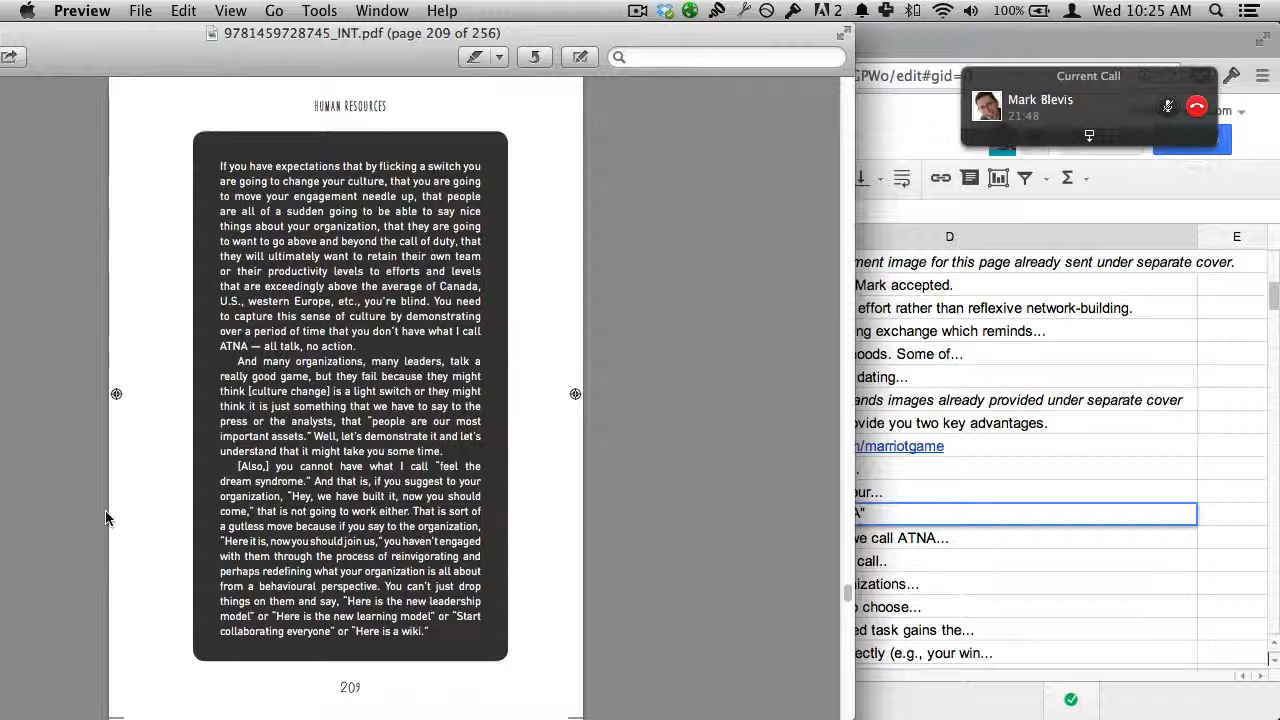 Preview File Edit View Go Tools Window Help 2 100% Wed 10:25 AM
9781459728745_INT.pdf (page 209 of 256)
5
HUMAN RESOURCES
If you have expectations that by flicking a switch you
are going to change your culture, that you are going
to move your engagement needle up, that people
are all of a sudden going to be able to say nice
things about your organization, that they are going
to want to go above and beyond the call of duty, that
they will ultimately want to retain their own team
or their productivity levels to efforts and levels
that are exceedingly above the average of Canada,
U.S., western Europe, etc., you're blind. You need
to capture this sense of culture by demonstrating
over a period of time that you don't have what I call
ATNA — all talk, no action.
And many organizations, many leaders, talk a
really good game, but they fail because they might
think [culture change] is a light switch or they might
think it is just something that we have to say to the
press or the analysts, that “people are our most
important assets.” Well, let's demonstrate it and let's
understand that it might take you some time.
[Also,] you cannot have what I call “feel the
dream syndrome.” And that is, if you suggest to your
organization, “Hey, we have built it, now you should
come,” that is not going to work either. That is sort of
a gutless move because if you say to the organization,
“Here it is, now you should join us,” you haven't engaged
with them through the process of reinvigorating and
perhaps redefining what your organization is all about
from a behavioural perspective. You can't just drop
things on them and say, “Here is the new leadership
model” or “Here is the new learning model” or “Start
collaborating everyone” or “Here is a wiki.”
209
GPWo/edit#gid=
Current Call
Mark Blevis
21:48
om
Σ
D E
ment image for this page already sent under separate cover.
Mark accepted.
effort rather than reflexive network-building.
ng exchange which reminds...
oods. Some of...
dating...
ands images already provided under separate cover
ovide you two key advantages.
n/marriotgame
.
our...
A"
we call ATNA...
call..
izations...
o choose...
ed task gains the...
ectly (e.g., your win...